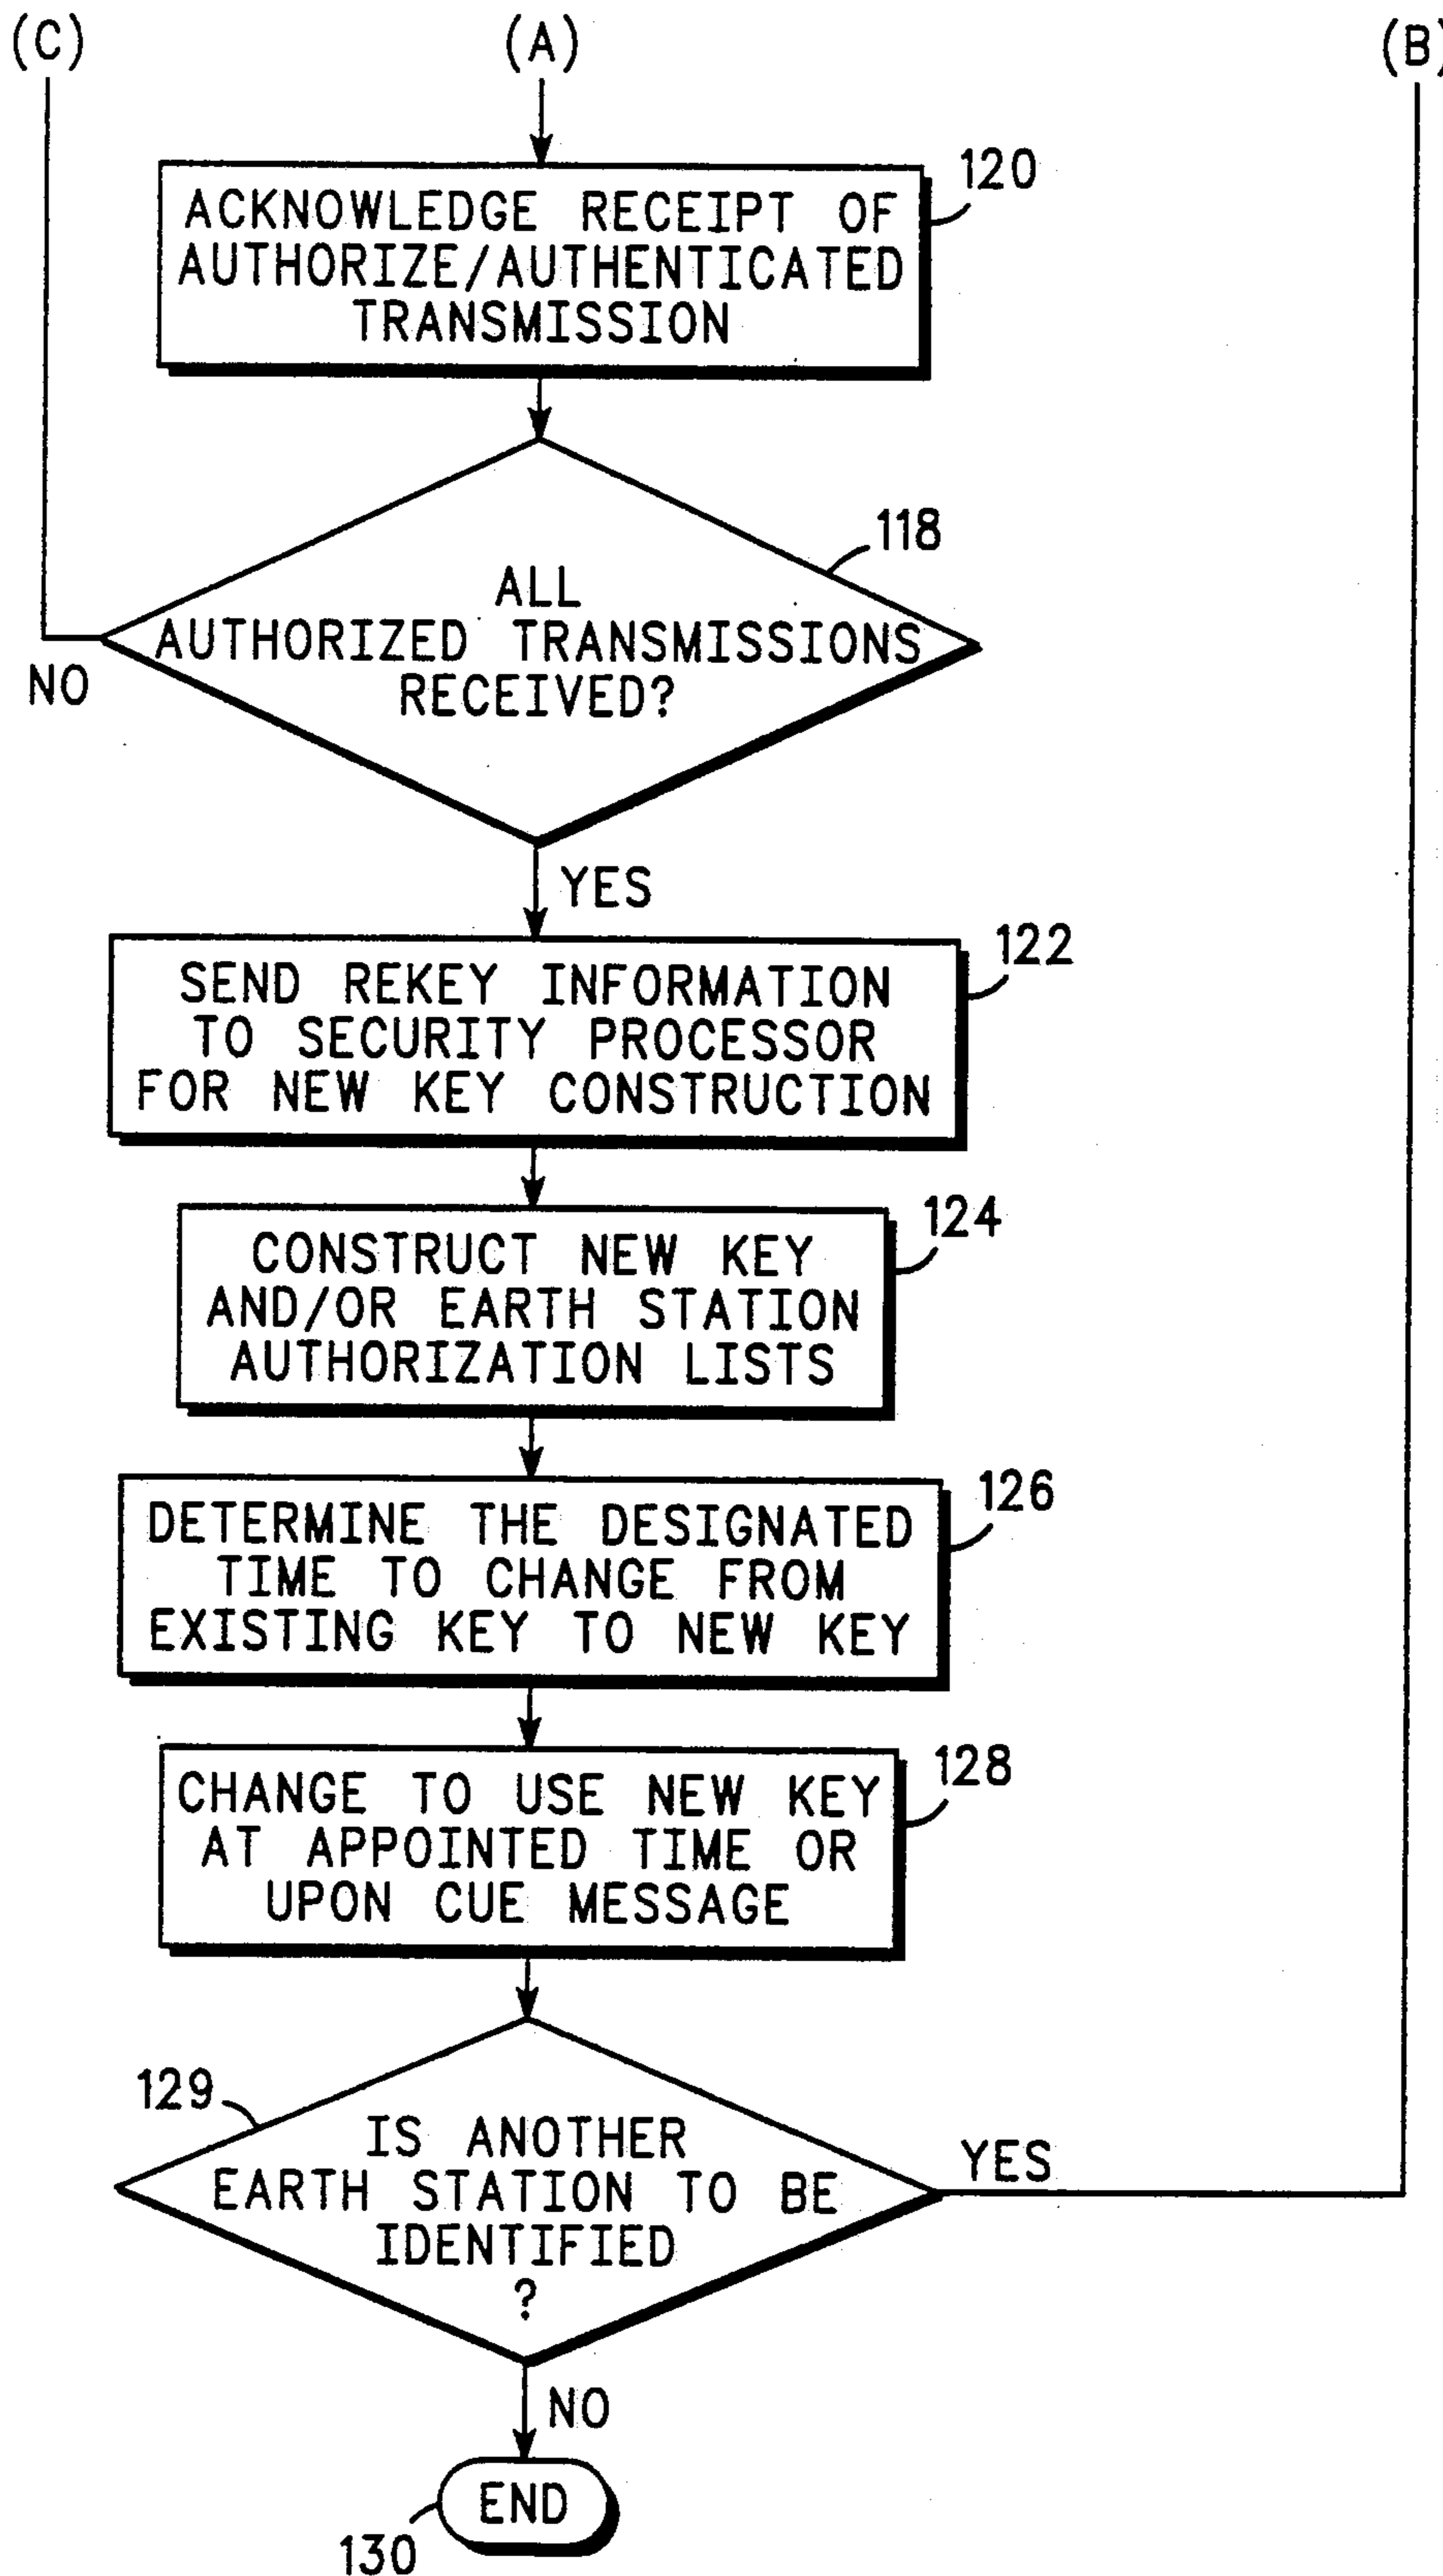 (C)
(A)
(B)
120
ACKNOWLEDGE RECEIPT OF
AUTHORIZE/AUTHENTICATED
TRANSMISSION
118
ALL
AUTHORIZED TRANSMISSIONS
RECEIVED?
NO
YES
122
SEND REKEY INFORMATION
TO SECURITY PROCESSOR
FOR NEW KEY CONSTRUCTION
124
CONSTRUCT NEW KEY
AND/OR EARTH STATION
AUTHORIZATION LISTS
126
DETERMINE THE DESIGNATED
TIME TO CHANGE FROM
EXISTING KEY TO NEW KEY
128
CHANGE TO USE NEW KEY
AT APPOINTED TIME OR
UPON CUE MESSAGE
129
IS ANOTHER
EARTH STATION TO BE
IDENTIFIED
?
YES
NO
END
130